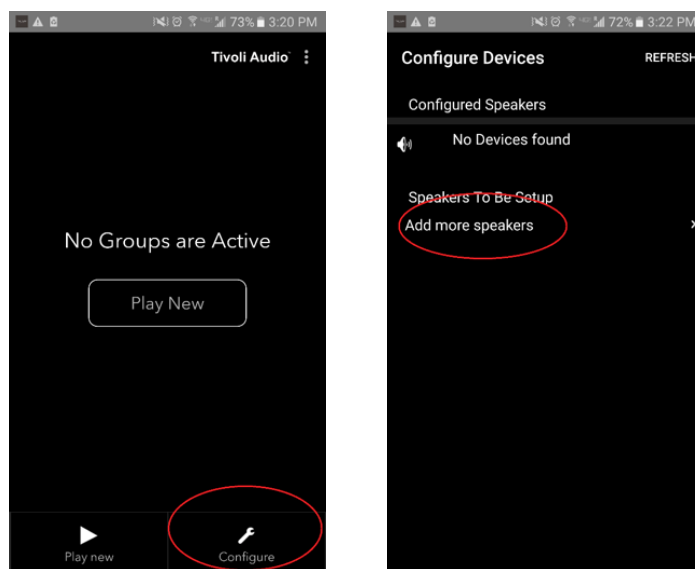 73% 3:20 PM
Tivoli Audio
No Groups are Active
Play New
Play new
Configure
72% 3:22 PM
Configure Devices
REFRESH
Configured Speakers
No Devices found
Speakers To Be Setup
Add more speakers